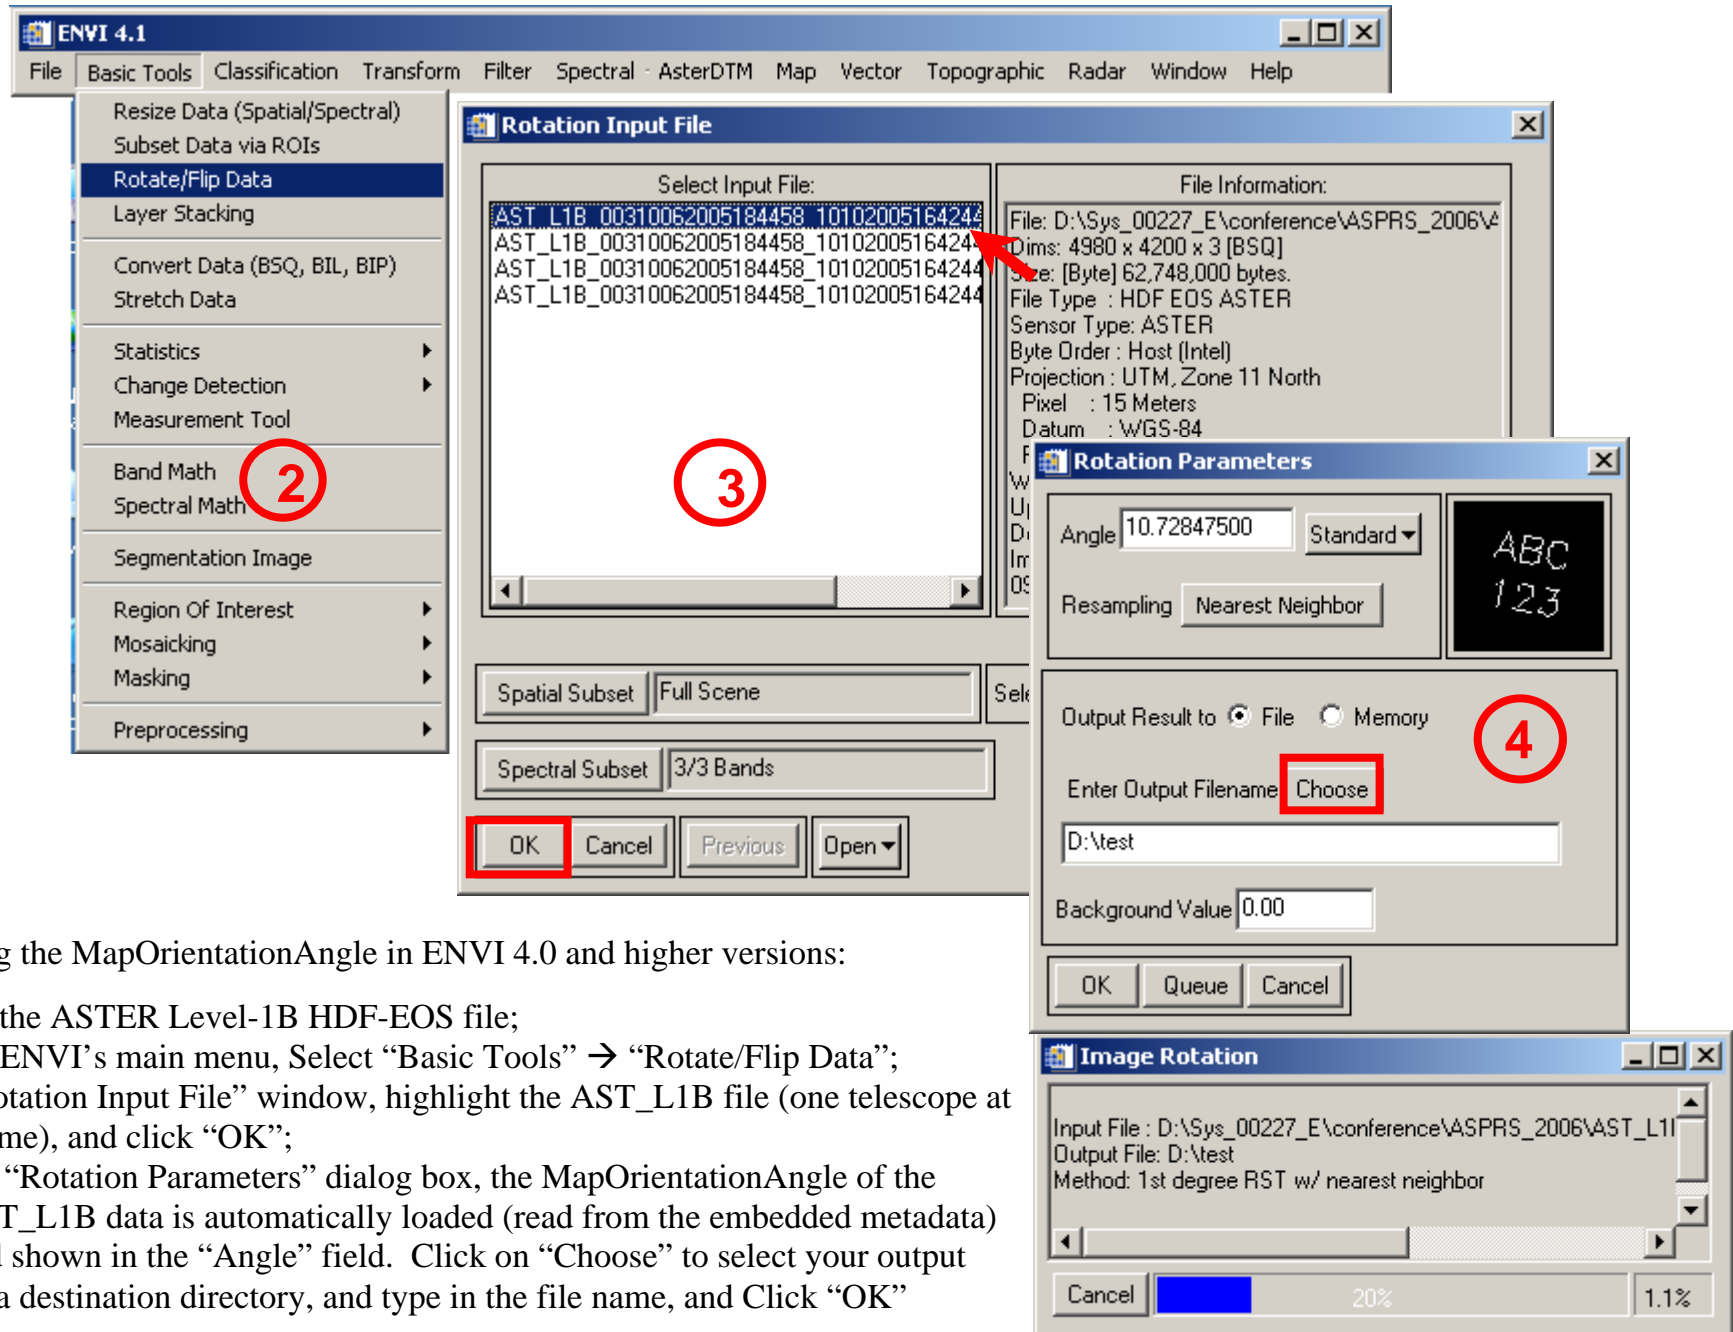 ENVI 4.1
File Basic Tools Classification Transform Filter Spectral - AsterDTM Map Vector Topographic Radar Window Help
Resize Data (Spatial/Spectral)
Subset Data via ROIs
Rotate/Flip Data
Layer Stacking
Convert Data (BSQ, BIL, BIP)
Stretch Data
Statistics
Change Detection
Measurement Tool
Band Math
Spectral Math
2
Segmentation Image
Region Of Interest
Mosaicking
Masking
Preprocessing
Rotation Input File
Select Input File:
AST_L1B_00310062005184458_10102005164244
AST_L1B_00310062005184458_10102005164244
AST_L1B_00310062005184458_10102005164244
AST_L1B_00310062005184458_10102005164244
3
File Information:
File: D:\Sys_00227_E\conference\ASPRS_2006\A
Dims: 4980 x 4200 x 3 [BSQ]
Size: [Byte] 62,748,000 bytes.
File Type : HDF EOS ASTER
Sensor Type: ASTER
Byte Order : Host (Intel)
Projection : UTM, Zone 11 North
Pixel : 15 Meters
Datum : WGS-84
Spatial Subset Full Scene
Spectral Subset 3/3 Bands
OK Cancel Previous Open
Rotation Parameters
Angle 10.72847500 Standard
Resampling Nearest Neighbor
ABC
123
Output Result to File Memory
4
Enter Output Filename Choose
D:\test
Background Value 0.00
OK Queue Cancel
g the MapOrientationAngle in ENVI 4.0 and higher versions:
the ASTER Level-1B HDF-EOS file;
ENVI’s main menu, Select “Basic Tools” → “Rotate/Flip Data”;
otation Input File” window, highlight the AST_L1B file (one telescope at
me), and click “OK”;
“Rotation Parameters” dialog box, the MapOrientationAngle of the
T_L1B data is automatically loaded (read from the embedded metadata)
d shown in the “Angle” field. Click on “Choose” to select your output
a destination directory, and type in the file name, and Click “OK”
Image Rotation
Input File : D:\Sys_00227_E\conference\ASPRS_2006\AST_L1
Output File: D:\test
Method: 1st degree RST w/ nearest neighbor
Cancel 20% 1.1%